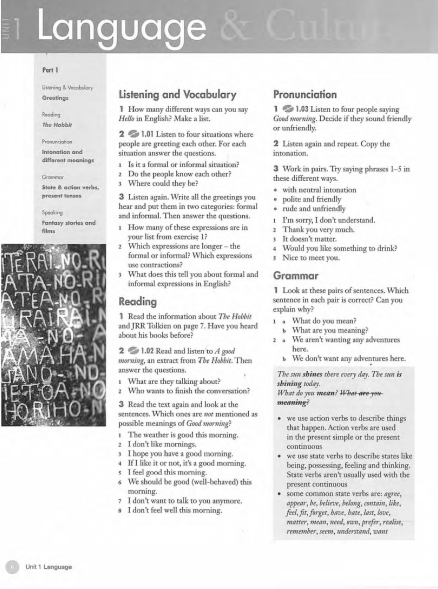 UNIT
1 Language & Cultu
Part 1
Listening & Vocabulary
Greetings
Reading
The Hobbit
Pronunciation
Intonation and
different meanings
Grammar
State & action verbs,
present tenses
Speaking
Fantasy stories and
films
Listening and Vocabulary
1 How many different ways can you say
Hello in English? Make a list.
2 1.01 Listen to four situations where
people are greeting each other. For each
situation answer the questions.
1 Is it a formal or informal situation?
2 Do the people know each other?
3 Where could they be?
3 Listen again. Write all the greetings you
hear and put them in two categories: formal
and informal. Then answer the questions.
1 How many of these expressions are in
your list from exercise 1?
2 Which expressions are longer – the
formal or informal? Which expressions
use contractions?
3 What does this tell you about formal and
informal expressions in English?
Reading
1 Read the information about The Hobbit
and JRR Tolkien on page 7. Have you heard
about his books before?
2 1.02 Read and listen to A good
morning, an extract from The Hobbit. Then
answer the questions.
1 What are they talking about?
2 Who wants to finish the conversation?
3 Read the text again and look at the
sentences. Which ones are not mentioned as
possible meanings of Good morning?
1 The weather is good this morning.
2 I don't like mornings.
3 I hope you have a good morning.
4 If I like it or not, it's a good morning.
5 I feel good this morning.
6 We should be good (well-behaved) this
morning.
7 I don't want to talk to you anymore.
8 I don't feel well this morning.
Pronunciation
1 1.03 Listen to four people saying
Good morning. Decide if they sound friendly
or unfriendly.
2 Listen again and repeat. Copy the
intonation.
3 Work in pairs. Try saying phrases 1–5 in
these different ways.
• with neutral intonation
• polite and friendly
• rude and unfriendly
1 I'm sorry, I don't understand.
2 Thank you very much.
3 It doesn't matter.
4 Would you like something to drink?
5 Nice to meet you.
Grammar
1 Look at these pairs of sentences. Which
sentence in each pair is correct? Can you
explain why?
1 a What do you mean?
b What are you meaning?
2 a We aren't wanting any adventures
here.
b We don't want any adventures here.
The sun shines there every day. The sun is
shining today.
What do you mean? What are you
meaning?
• we use action verbs to describe things
that happen. Action verbs are used
in the present simple or the present
continuous
• we use state verbs to describe states like
being, possessing, feeling and thinking.
State verbs aren't usually used with the
present continuous
• some common state verbs are: agree,
appear, be, believe, belong, contain, like,
feel, fit, forget, have, hate, last, love,
matter, mean, need, own, prefer, realise,
remember, seem, understand, want
6 Unit 1 Language